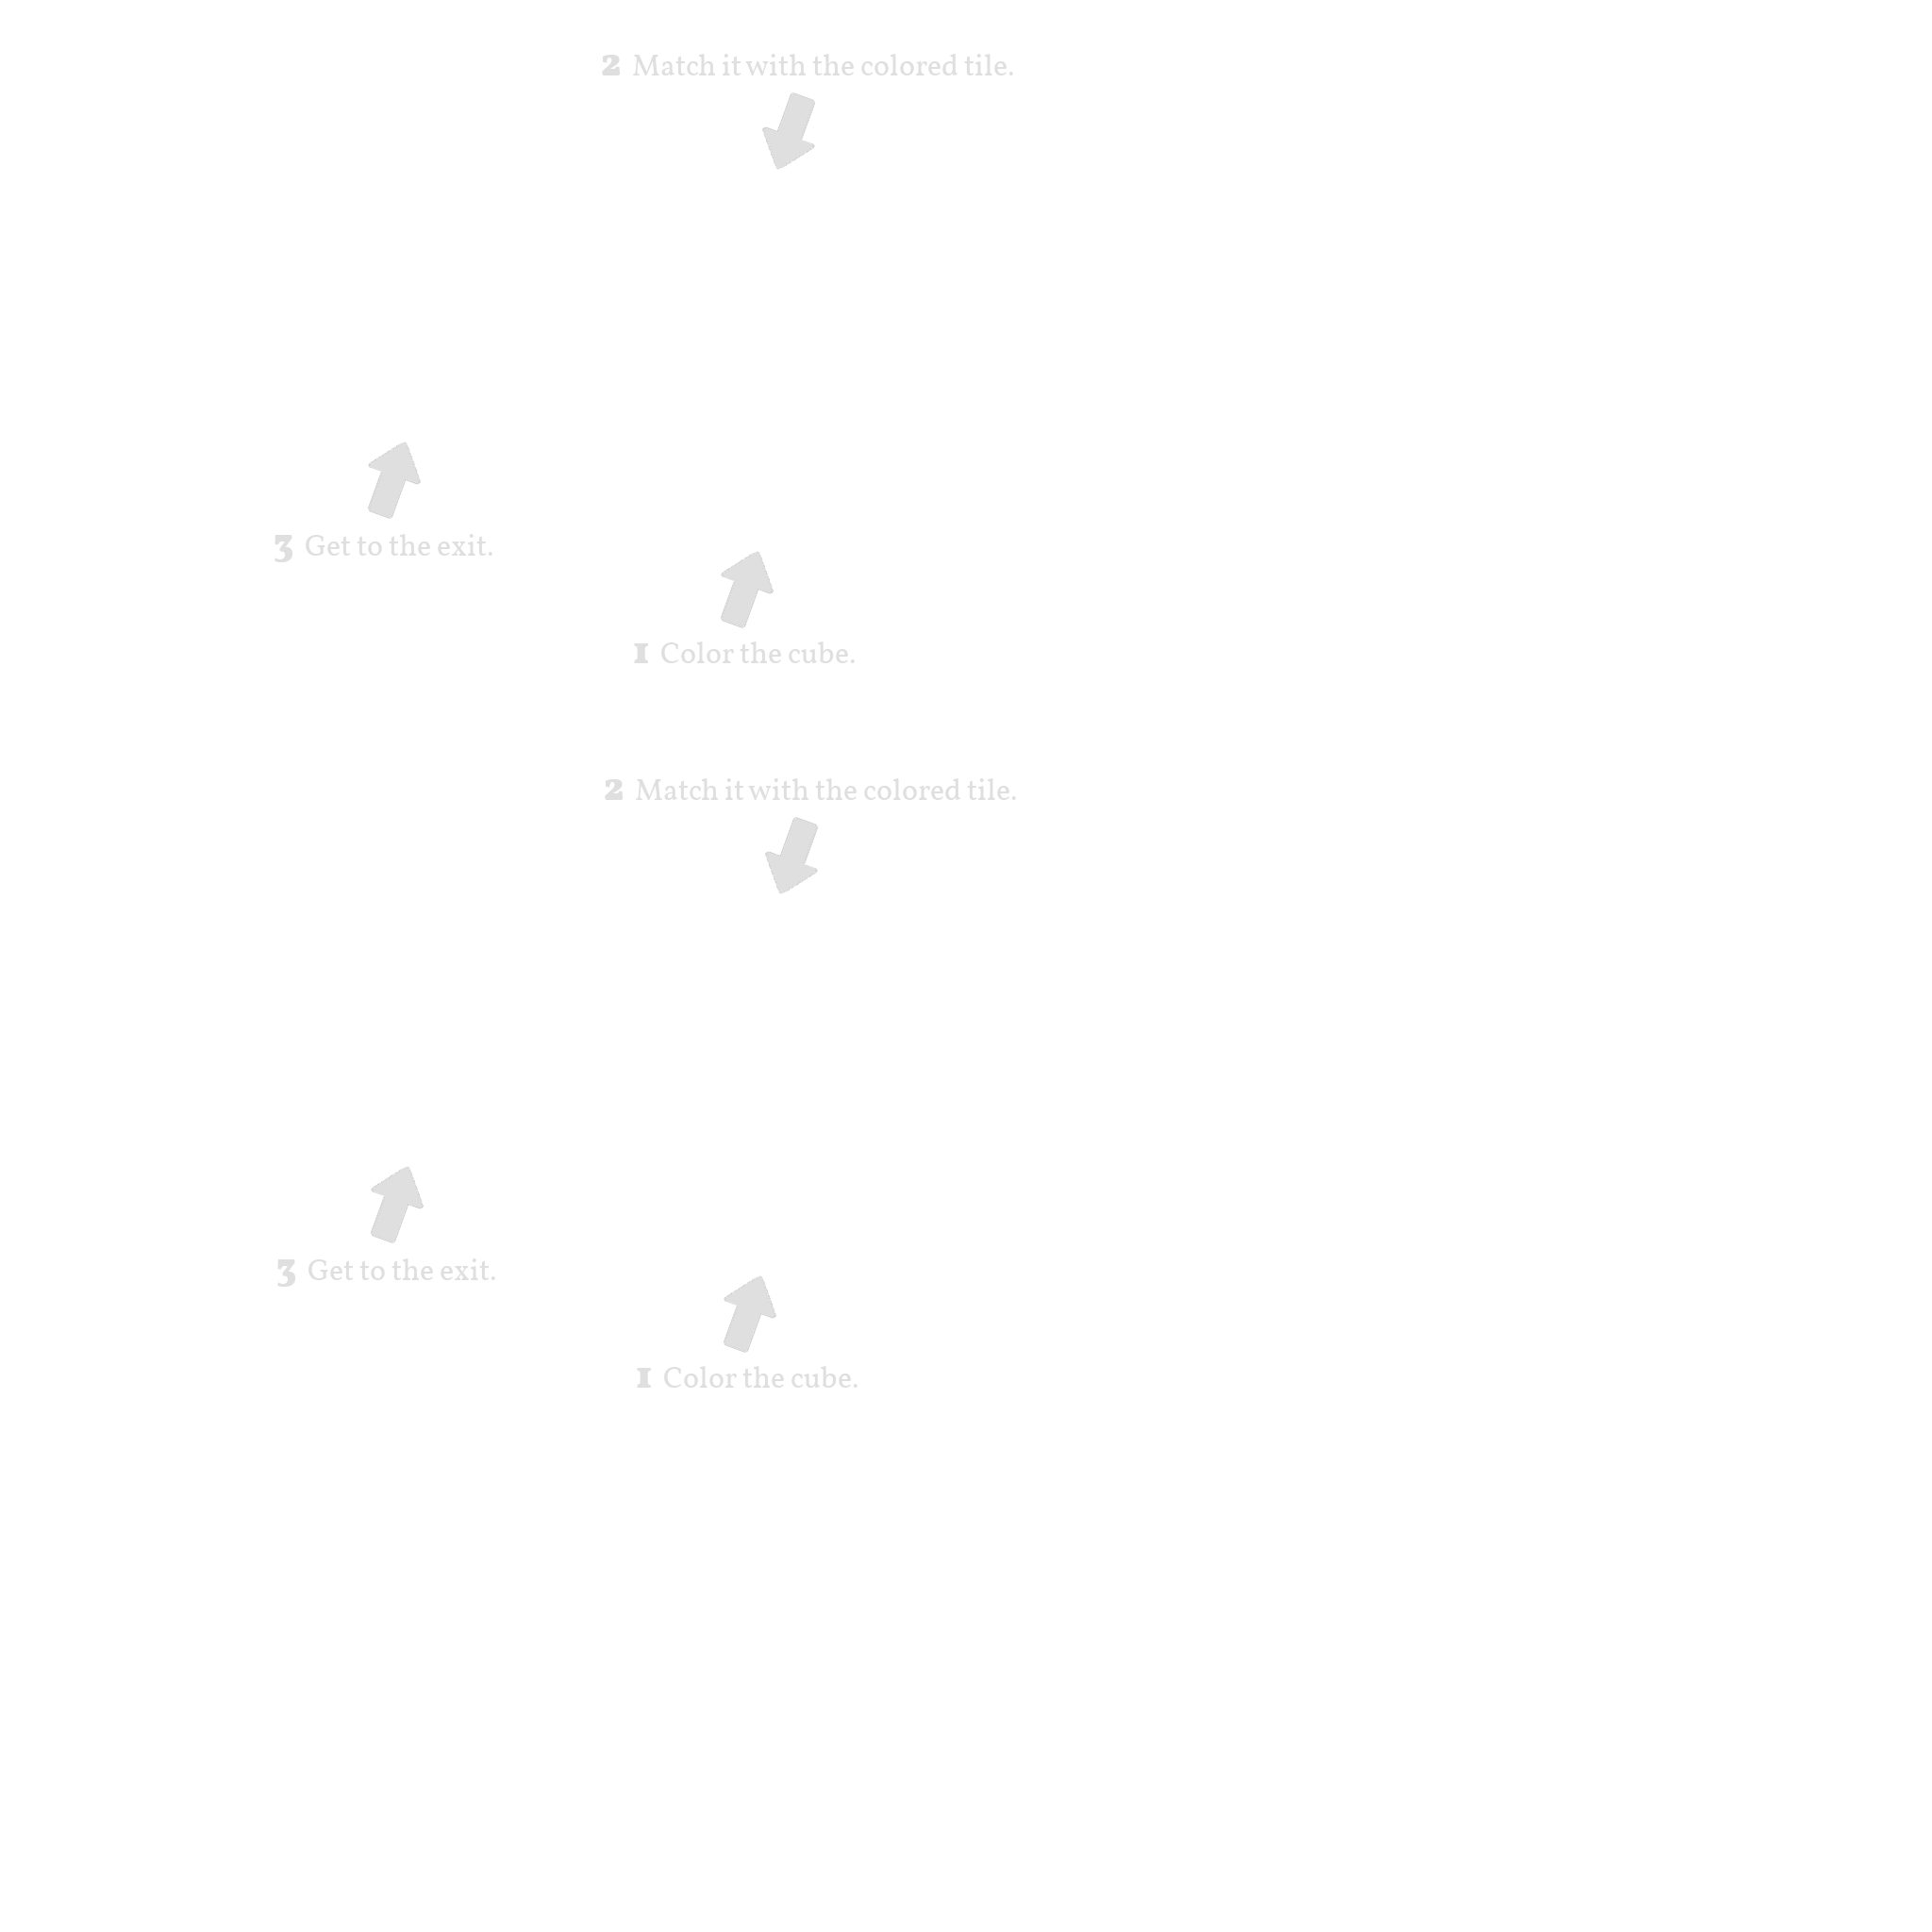 2 Match it with the colored tile.
3 Get to the exit.
1 Color the cube.
2 Match it with the colored tile.
3 Get to the exit.
1 Color the cube.